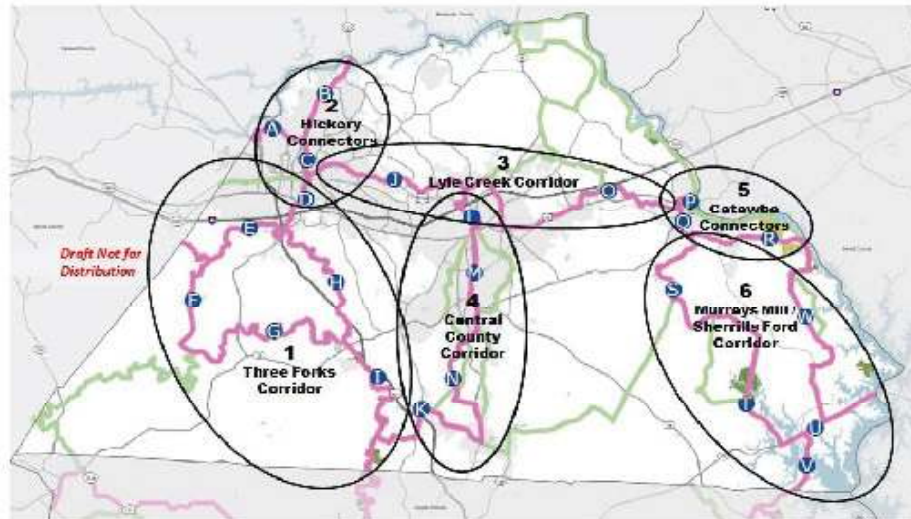 B
2
Hickory
Connectors
A
C
3
J
Lyle Creek Corridor
O
5
Catawba
Connectors
P
Q
R
D
E
Draft Not for
Distribution
L
M
H
F
G
4
Central
County
Corridor
S
6
Murrays Mill /
Sherrills Ford
Corridor
W
1
Three Forks
Corridor
I
N
K
T
U
V